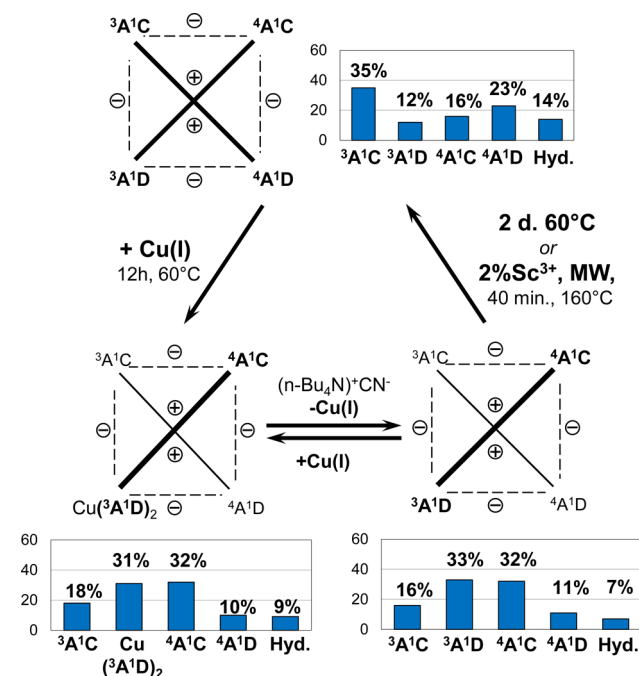 ³A¹C ⊖ ⁴A¹C
⊕
⊖ ⊖
⊕
³A¹D ⊖ ⁴A¹D
60
40
20
0
35% 12% 16% 23% 14%
³A¹C ³A¹D ⁴A¹C ⁴A¹D Hyd.
+ Cu(I)
12h, 60°C
2 d. 60°C
or
2%Sc³⁺, MW,
40 min., 160°C
³A¹C ⊖ ⁴A¹C
⊕
⊖ ⊖
⊕
Cu(³A¹D)₂ ⊖ ⁴A¹D
(n-Bu₄N)⁺CN⁻
-Cu(I)
+Cu(I)
³A¹C ⊖ ⁴A¹C
⊕
⊖ ⊖
⊕
³A¹D ⊖ ⁴A¹D
60
40
20
0
18% 31% 32% 10% 9%
³A¹C Cu ⁴A¹C ⁴A¹D Hyd.
(³A¹D)₂
60
40
20
0
16% 33% 32% 11% 7%
³A¹C ³A¹D ⁴A¹C ⁴A¹D Hyd.